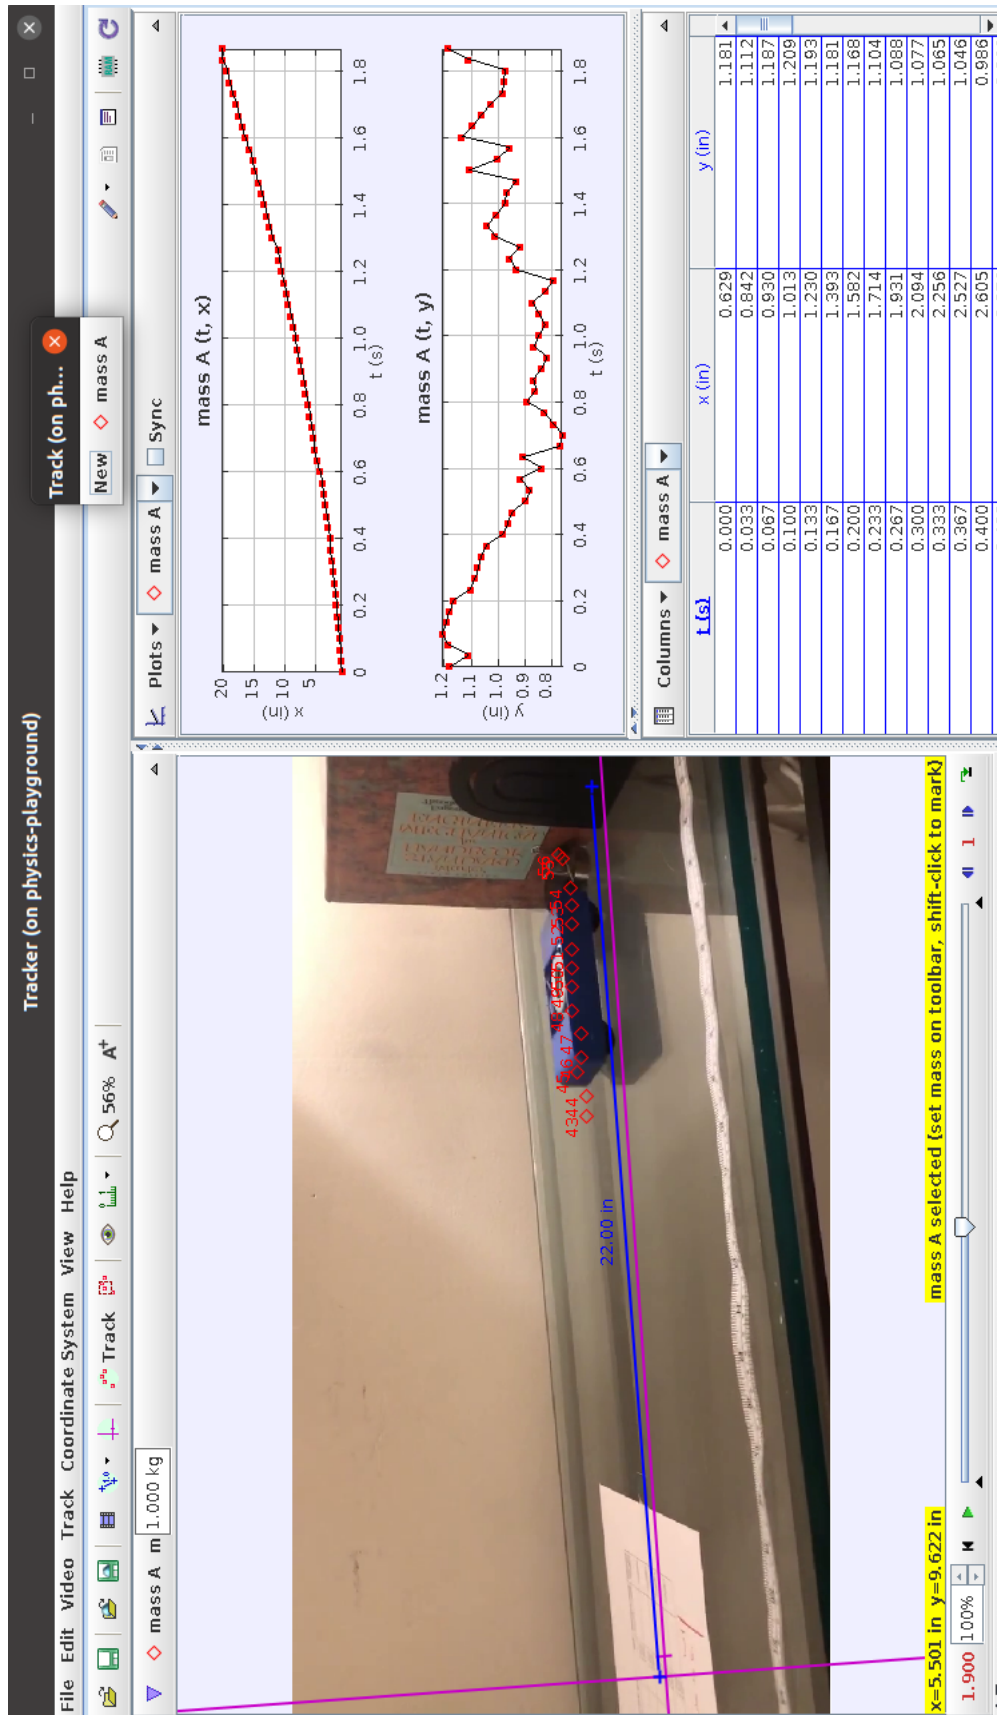 Tracker (on physics-playground)
File Edit Video Track Coordinate System View Help
Track 56% A+
Track (on ph...
New mass A
mass A m 1.000 kg
Plots mass A Sync
mass A (t, x)
20
15
10
5
x (in)
0 0.2 0.4 0.6 0.8 1.0 1.2 1.4 1.6 1.8
t (s)
mass A (t, y)
1.2
1.1
1.0
0.9
0.8
y (in)
0 0.2 0.4 0.6 0.8 1.0 1.2 1.4 1.6 1.8
t (s)
22.00 in
4344
47
54
Columns mass A
t (s) x (in) y (in)
0.000 0.629 1.181
0.033 0.842 1.112
0.067 0.930 1.187
0.100 1.013 1.209
0.133 1.230 1.193
0.167 1.393 1.181
0.200 1.582 1.168
0.233 1.714 1.104
0.267 1.931 1.088
0.300 2.094 1.077
0.333 2.256 1.065
0.367 2.527 1.046
0.400 2.605 0.986
x=5.501 in y=9.622 in
mass A selected (set mass on toolbar, shift-click to mark)
1.900 100% 1